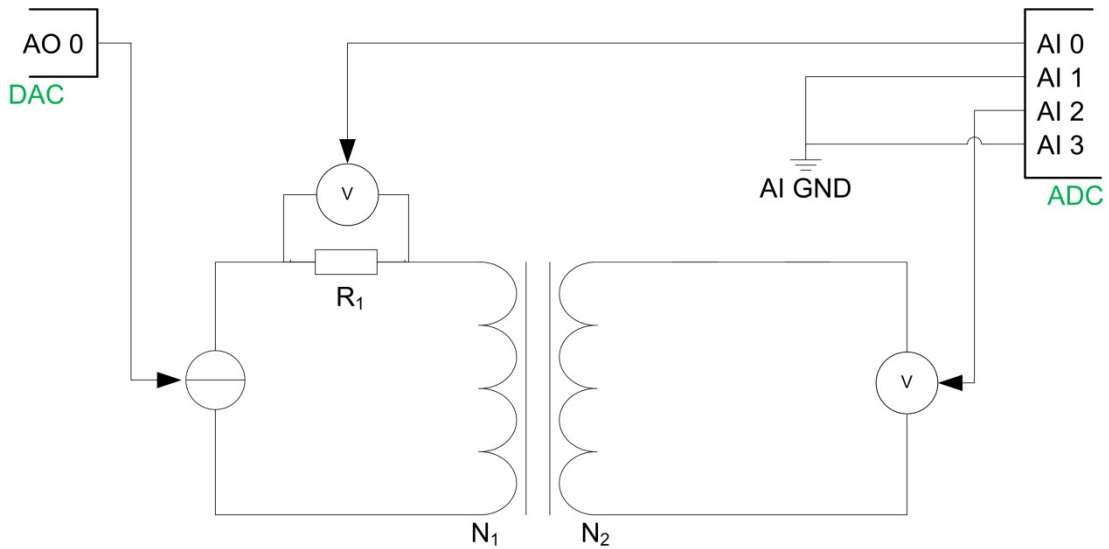 AO 0
DAC
AI 0
AI 1
AI 2
AI 3
ADC
AI GND
V
R₁
V
N₁
N₂